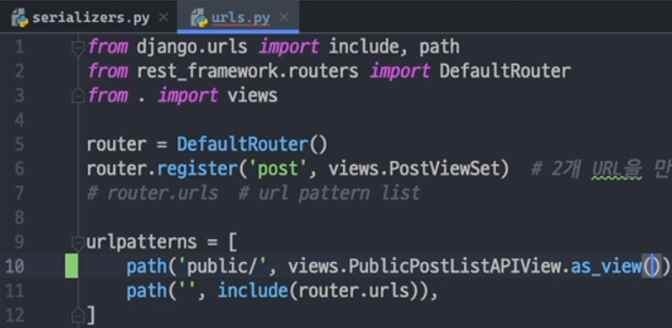 serializers.py urls.py
1 from django.urls import include, path
2 from rest_framework.routers import DefaultRouter
3 from . import views
4
5 router = DefaultRouter()
6 router.register('post', views.PostViewSet) # 2개 URL을 만
7 # router.urls # url pattern list
8
9 urlpatterns = [
10 path('public/', views.PublicPostListAPIView.as_view())
11 path('', include(router.urls)),
12 ]